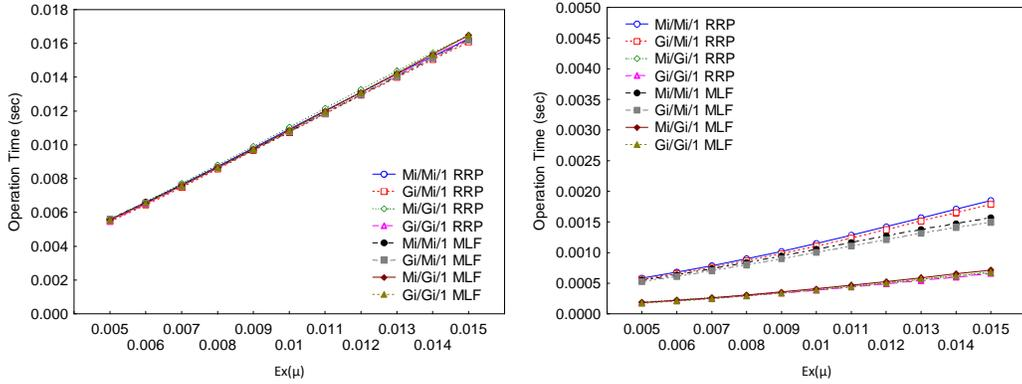 Operation Time (sec)
0.018
0.016
0.014
0.012
0.010
0.008
0.006
0.004
0.002
0.000
Mi/Mi/1 RRP
Gi/Mi/1 RRP
Mi/Gi/1 RRP
Gi/Gi/1 RRP
Mi/Mi/1 MLF
Gi/Mi/1 MLF
Mi/Gi/1 MLF
Gi/Gi/1 MLF
0.005 0.007 0.009 0.011 0.013 0.015
0.006 0.008 0.01 0.012 0.014
Ex(μ)
Operation Time (sec)
0.0050
0.0045
0.0040
0.0035
0.0030
0.0025
0.0020
0.0015
0.0010
0.0005
0.0000
Mi/Mi/1 RRP
Gi/Mi/1 RRP
Mi/Gi/1 RRP
Gi/Gi/1 RRP
Mi/Mi/1 MLF
Gi/Mi/1 MLF
Mi/Gi/1 MLF
Gi/Gi/1 MLF
0.005 0.007 0.009 0.011 0.013 0.015
0.006 0.008 0.01 0.012 0.014
Ex(μ)